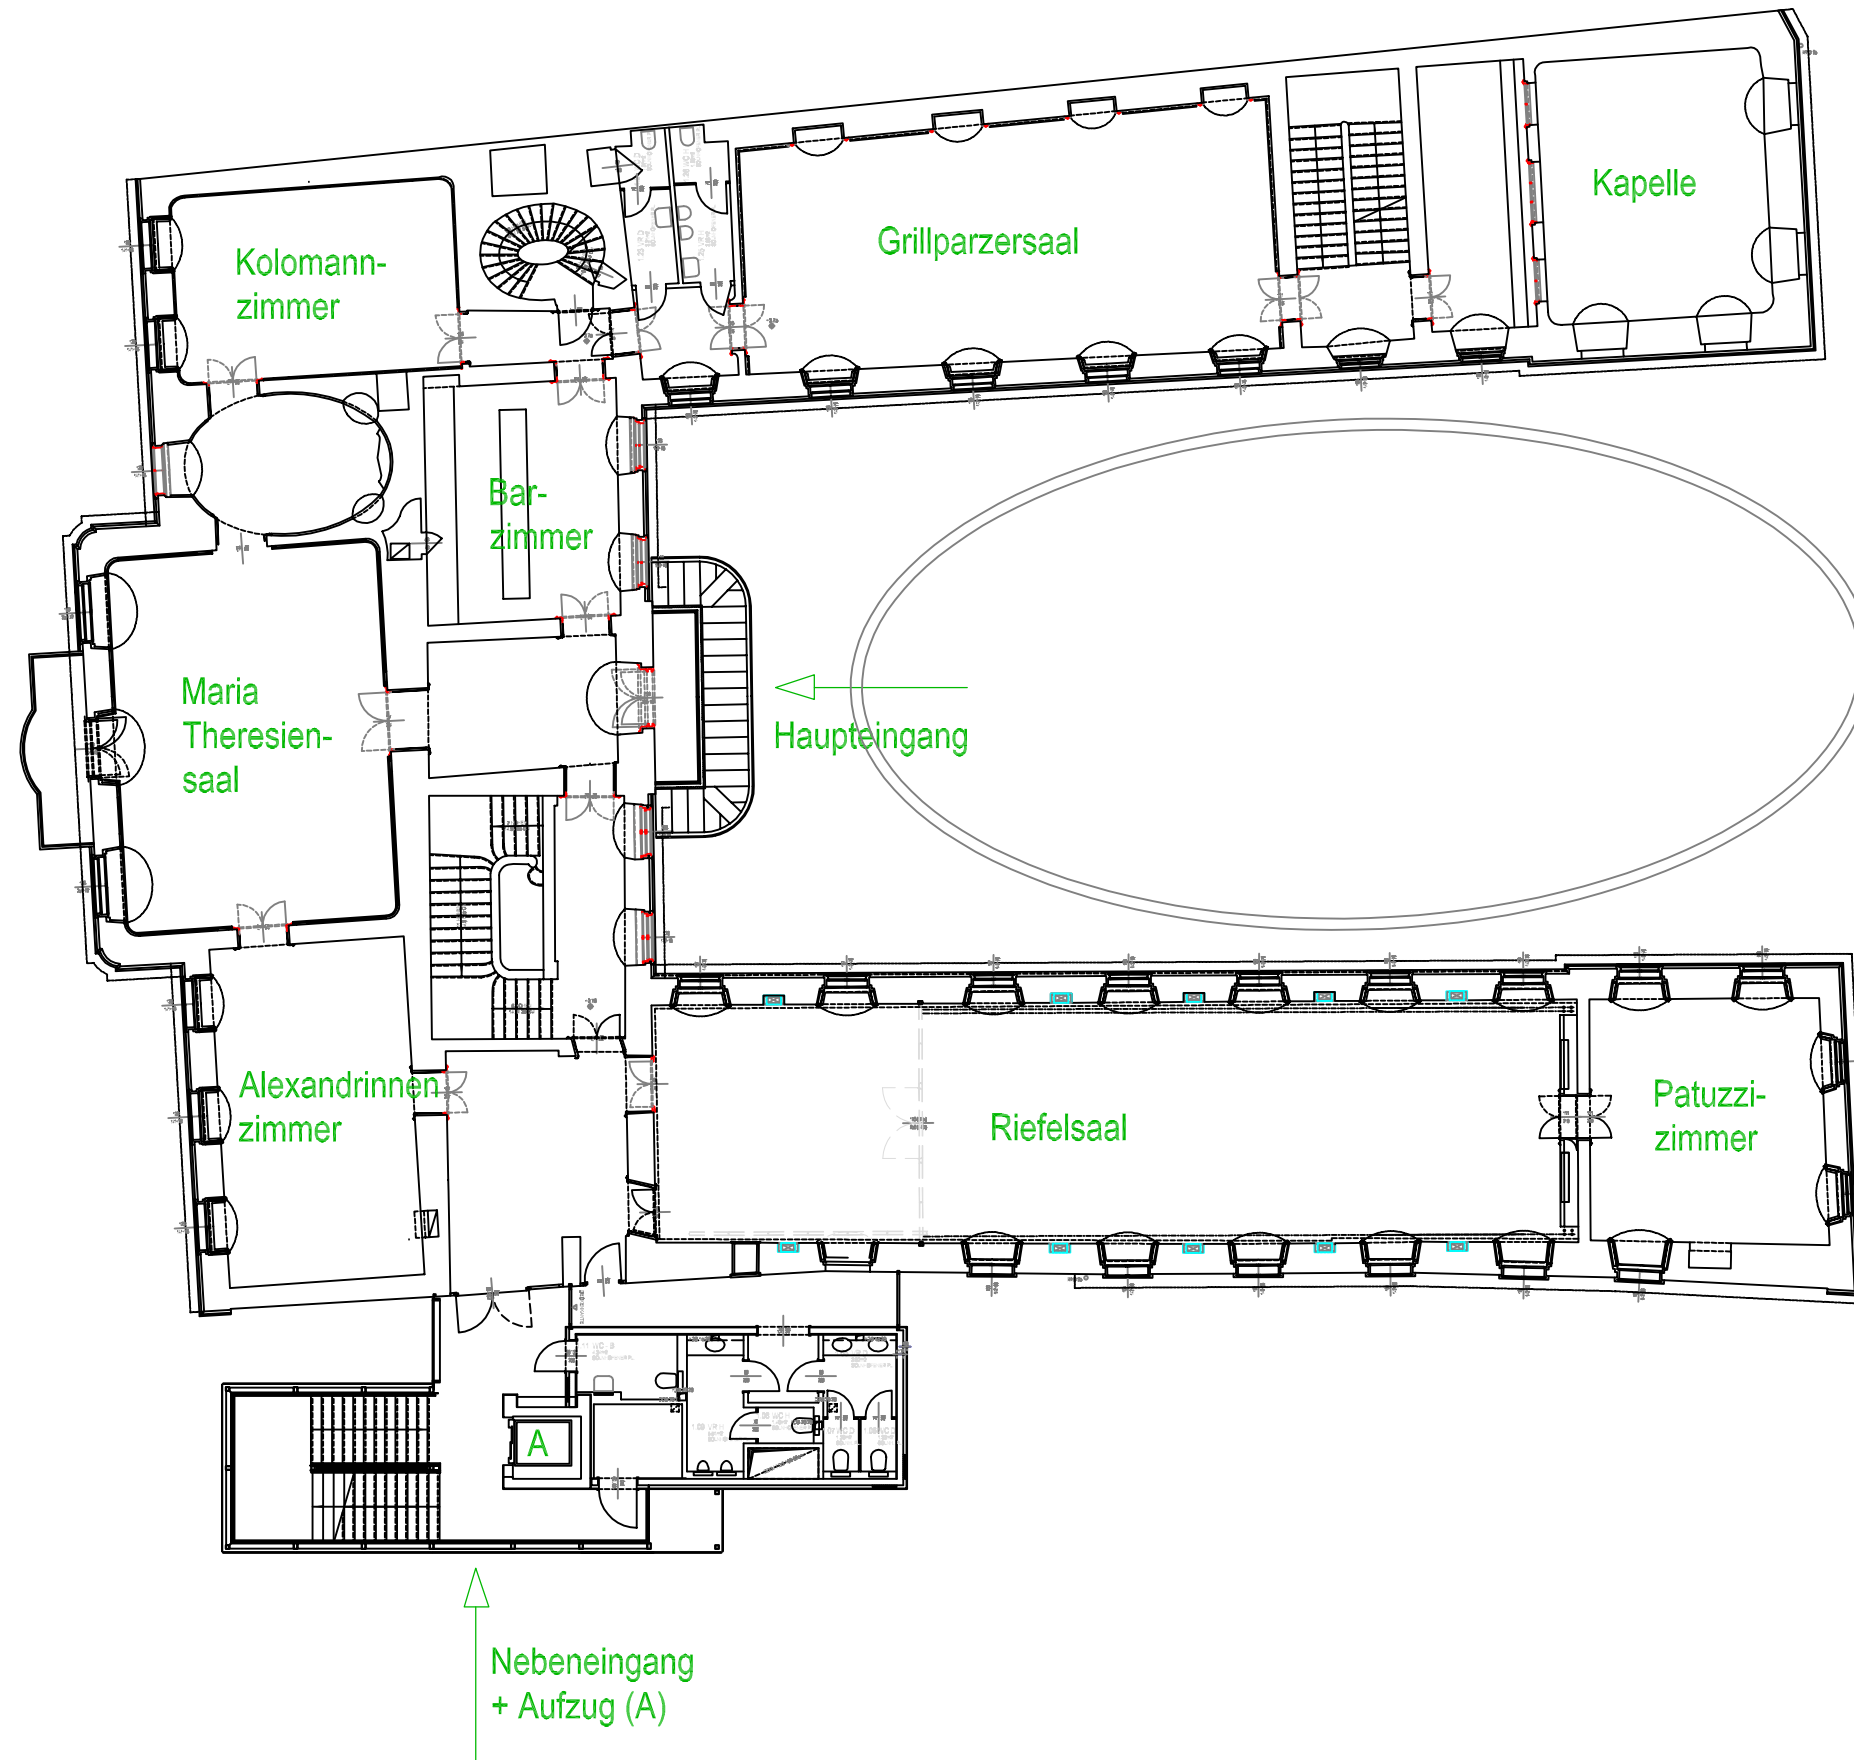 Kapelle
Grillparzersaal
Kolomann-
zimmer
Bar-
zimmer
Maria
Theresien-
saal
Haupteingang
Alexandrinnen
zimmer
Riefelsaal
Patuzzi-
zimmer
A
Nebeneingang
+ Aufzug (A)